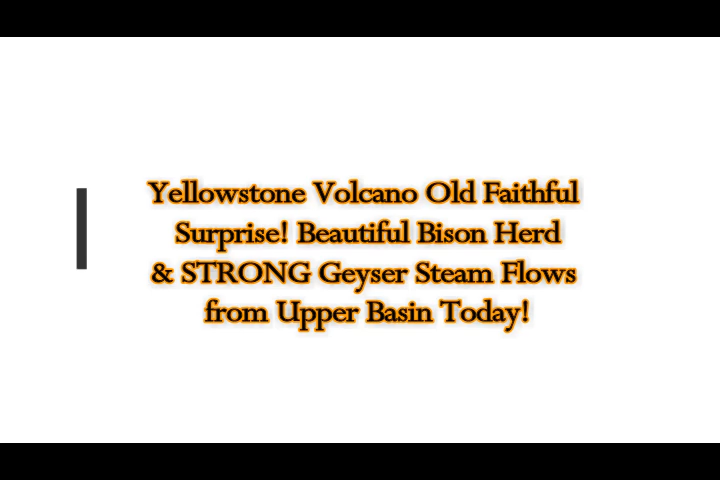 Yellowstone Volcano Old Faithful
Surprise! Beautiful Bison Herd
& STRONG Geyser Steam Flows
from Upper Basin Today!